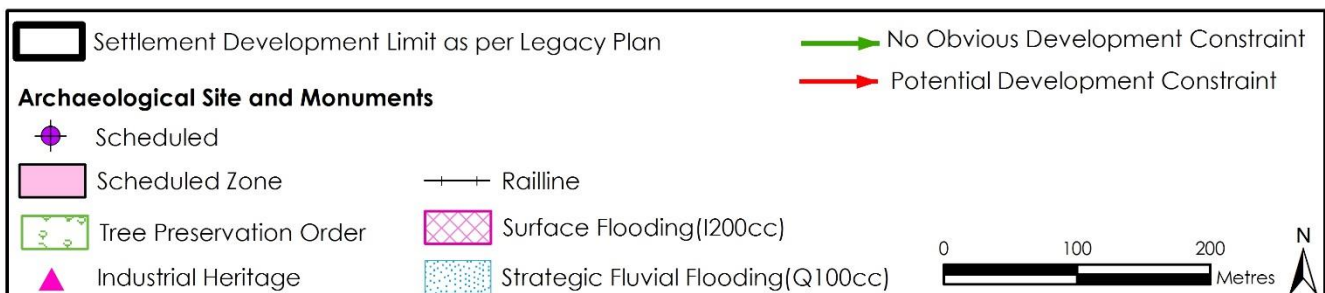 Settlement Development Limit as per Legacy Plan
No Obvious Development Constraint
Potential Development Constraint
Archaeological Site and Monuments
Scheduled
Scheduled Zone
Railline
Tree Preservation Order
Surface Flooding(I200cc)
Industrial Heritage
Strategic Fluvial Flooding(Q100cc)
0 100 200
Metres
N